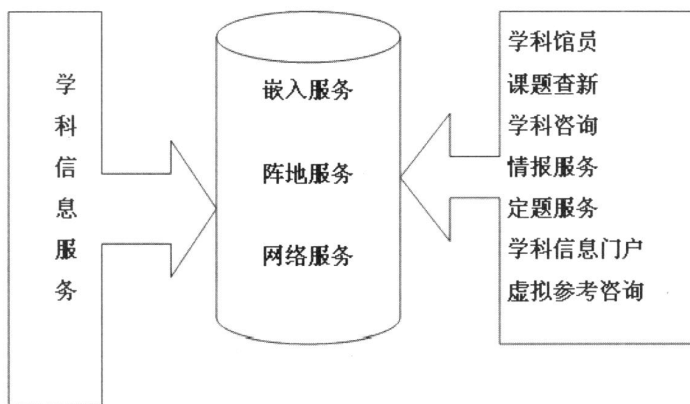 学科信息服务
嵌入服务
阵地服务
网络服务
学科馆员
课题查新
学科咨询
情报服务
定题服务
学科信息门户
虚拟参考咨询